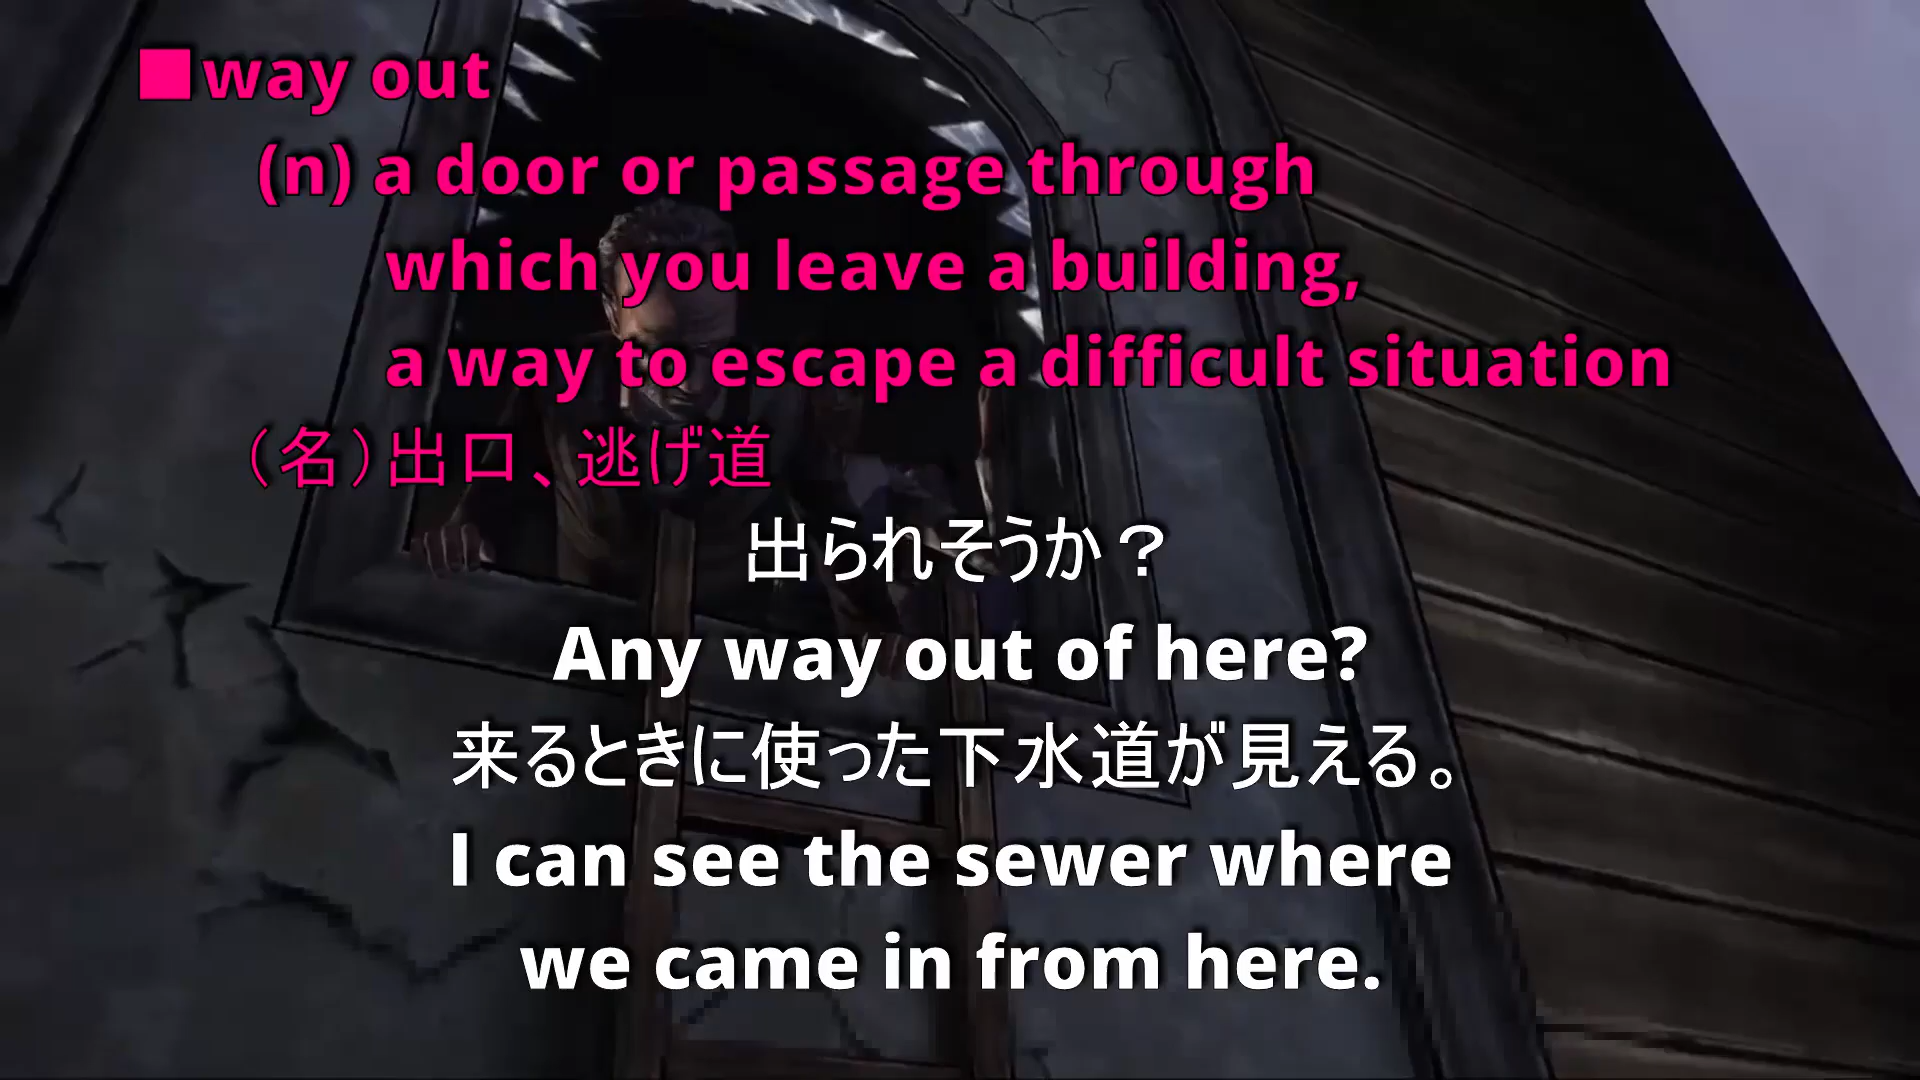 ■way out
(n) a door or passage through
which you leave a building,
a way to escape a difficult situation
（名）出口、逃げ道
出られそうか？
Any way out of here?
来るときに使った下水道が見える。
I can see the sewer where
we came in from here.